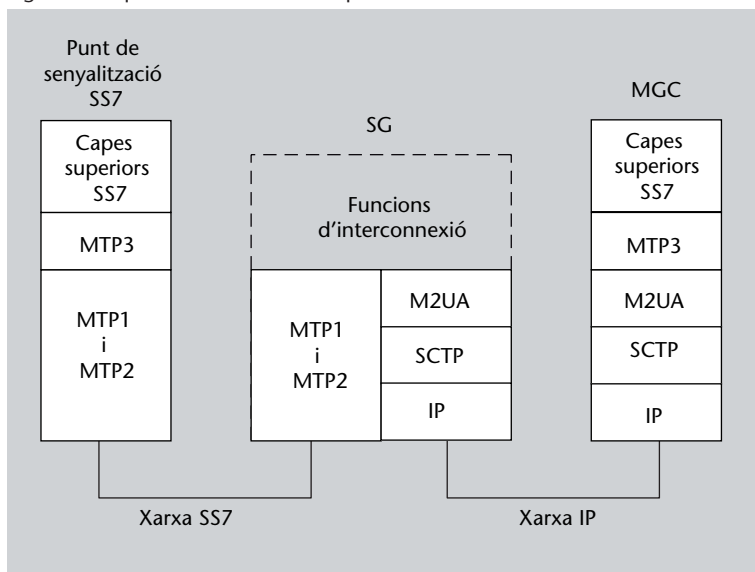 Punt de
senyalització
SS7
Capes
superiors
SS7
MTP3
MTP1
i
MTP2
SG
Funcions
d'interconnexió
MTP1
i
MTP2
M2UA
SCTP
IP
MGC
Capes
superiors
SS7
MTP3
M2UA
SCTP
IP
Xarxa SS7
Xarxa IP